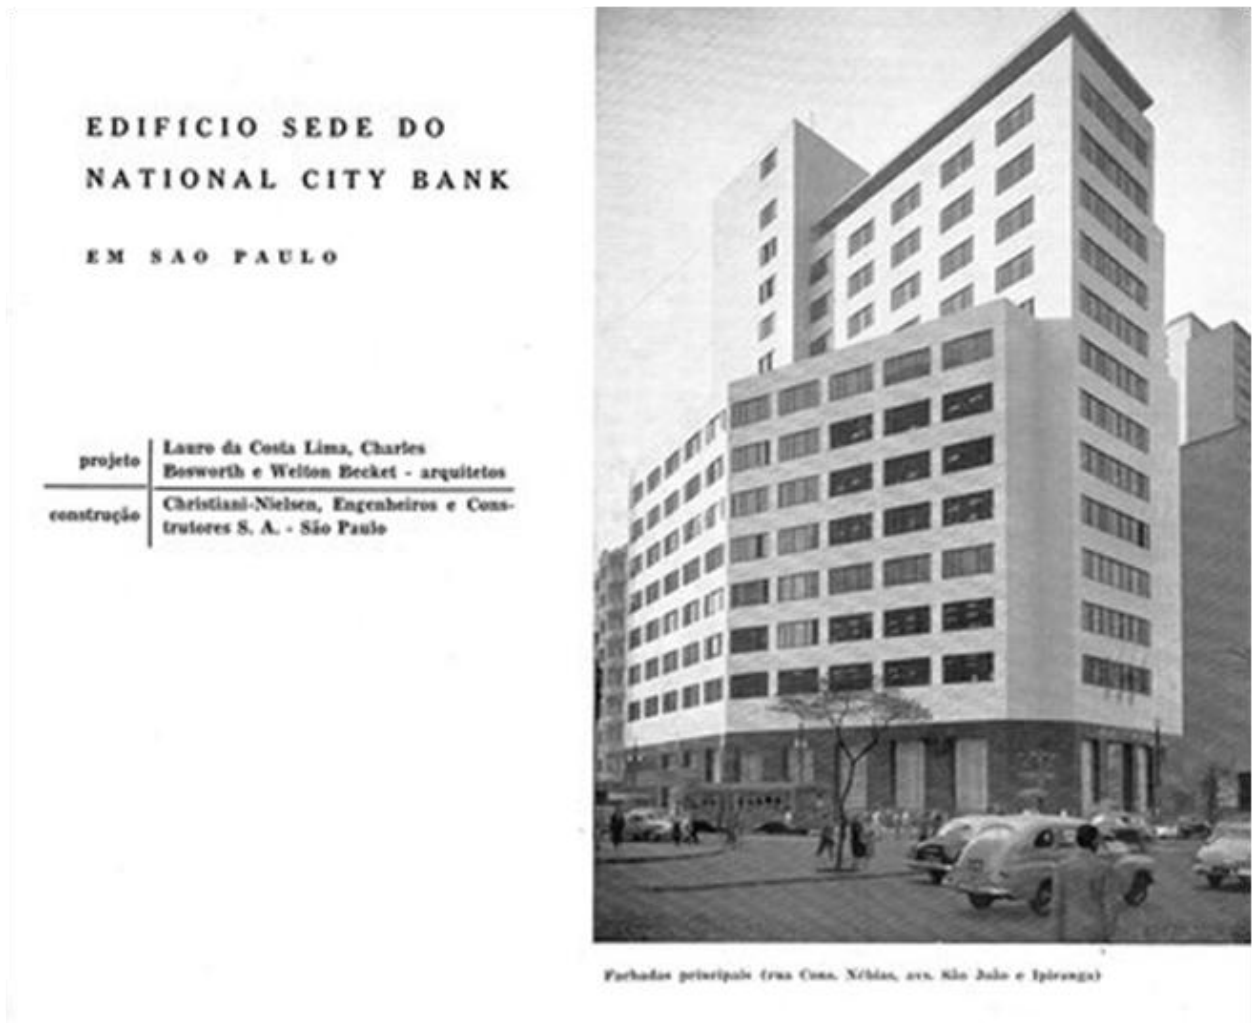 EDIFÍCIO SEDE DO
NATIONAL CITY BANK
EM SAO PAULO
projeto
Lauro da Costa Lima, Charles
Bosworth e Welton Becket - arquitetos
construção
Christiani-Nielsen, Engenheiros e Cons-
trutores S. A. - São Paulo
Fachadas principais (rua Cons. Nébias, avs. São João e Ipiranga)